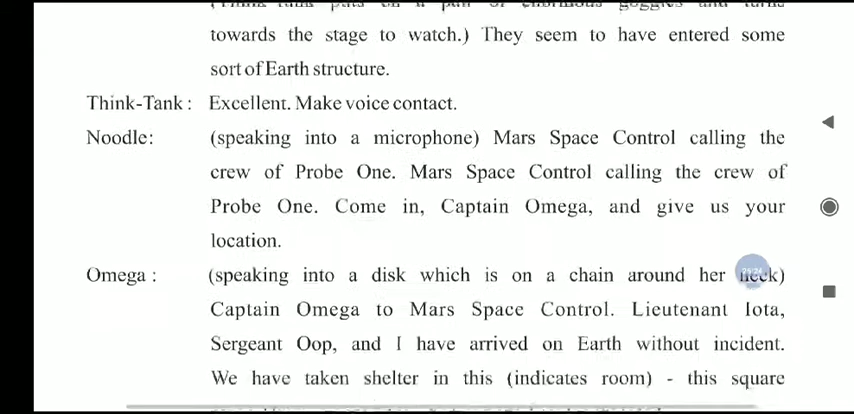 towards the stage to watch.) They seem to have entered some
sort of Earth structure.
Think-Tank : Excellent. Make voice contact.
Noodle: (speaking into a microphone) Mars Space Control calling the
crew of Probe One. Mars Space Control calling the crew of
Probe One. Come in, Captain Omega, and give us your
location.
Omega : (speaking into a disk which is on a chain around her neck)
Captain Omega to Mars Space Control. Lieutenant Iota,
Sergeant Oop, and I have arrived on Earth without incident.
We have taken shelter in this (indicates room) - this square